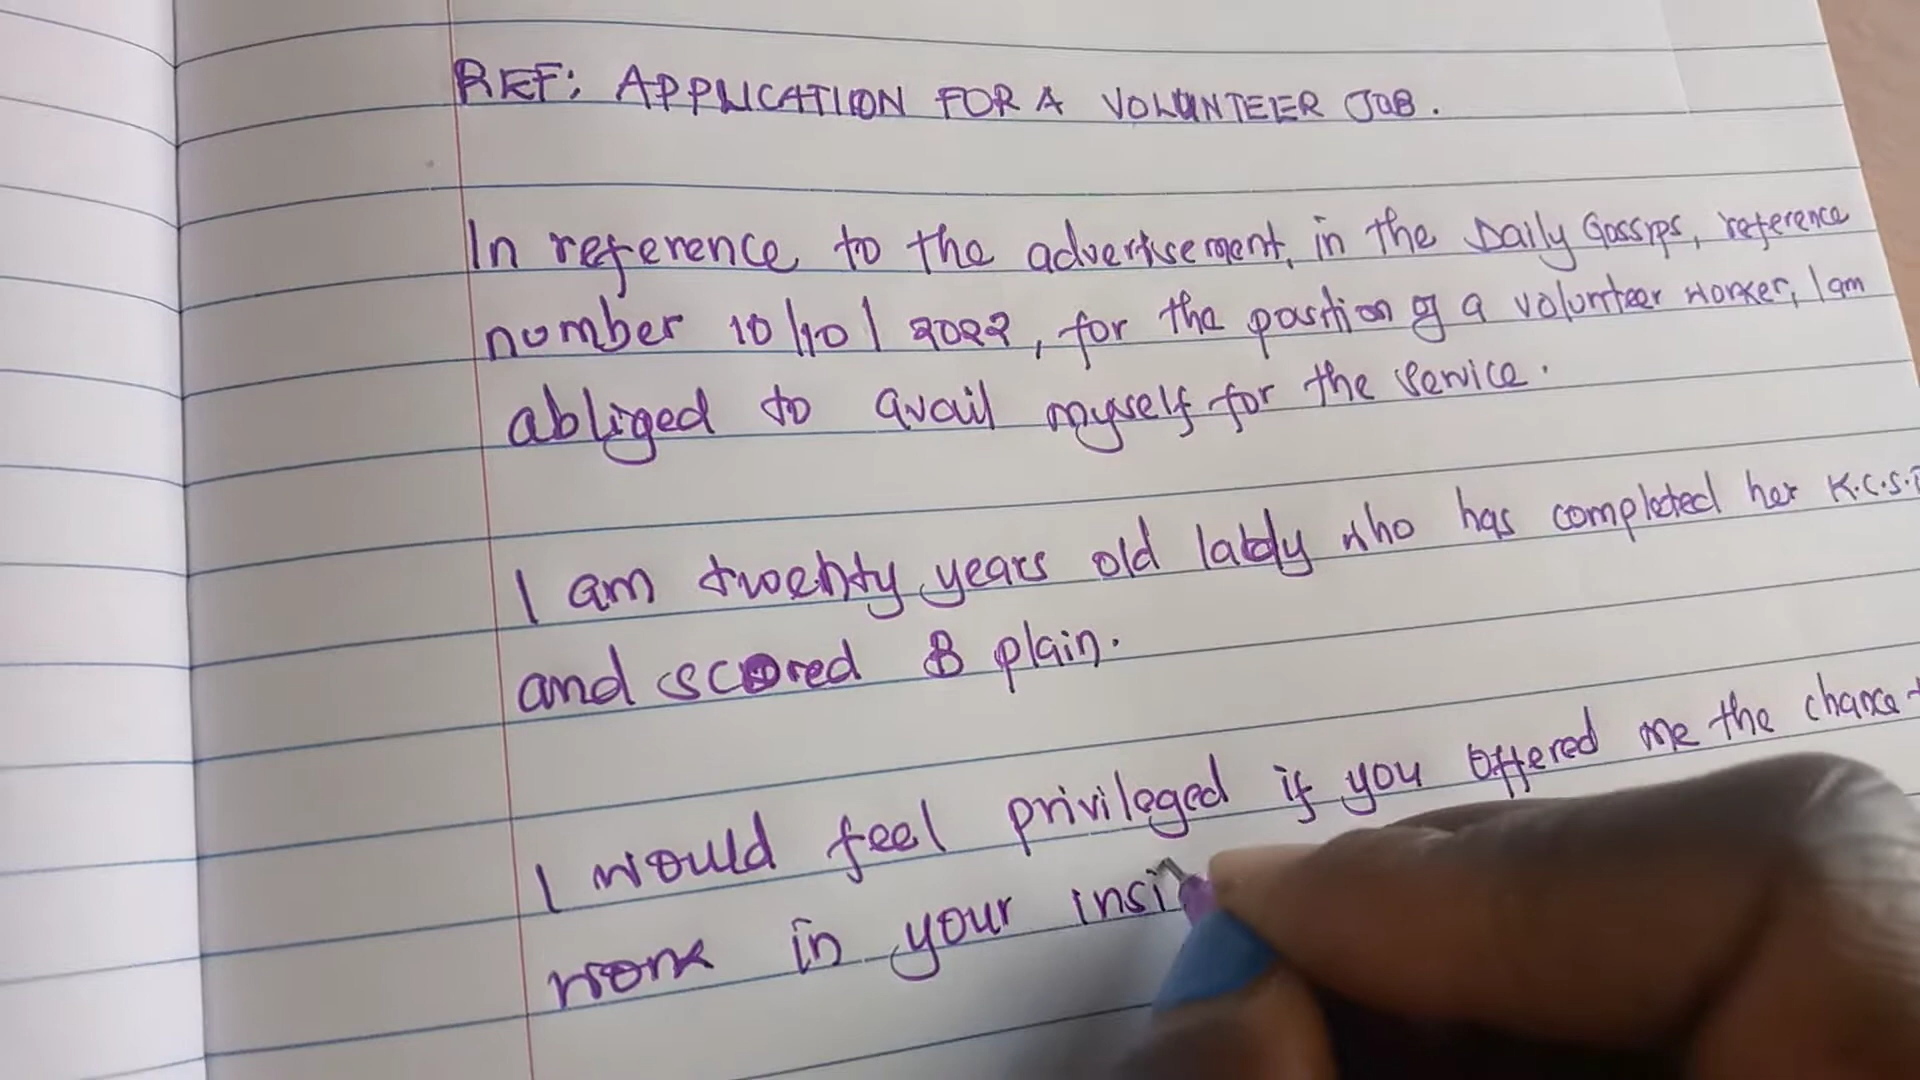 REF: APPLICATION FOR A VOLUNTEER JOB.
In reference to the advertisement, in the Daily Gossips, reference
number 10/10/2022, for the position of a volunteer worker, I am
abliged to avail myself for the service.
I am twenty years old lady who has completed her K.C.S.
and scored B plain.
I would feel privileged if you offered me the chance
work in your insi